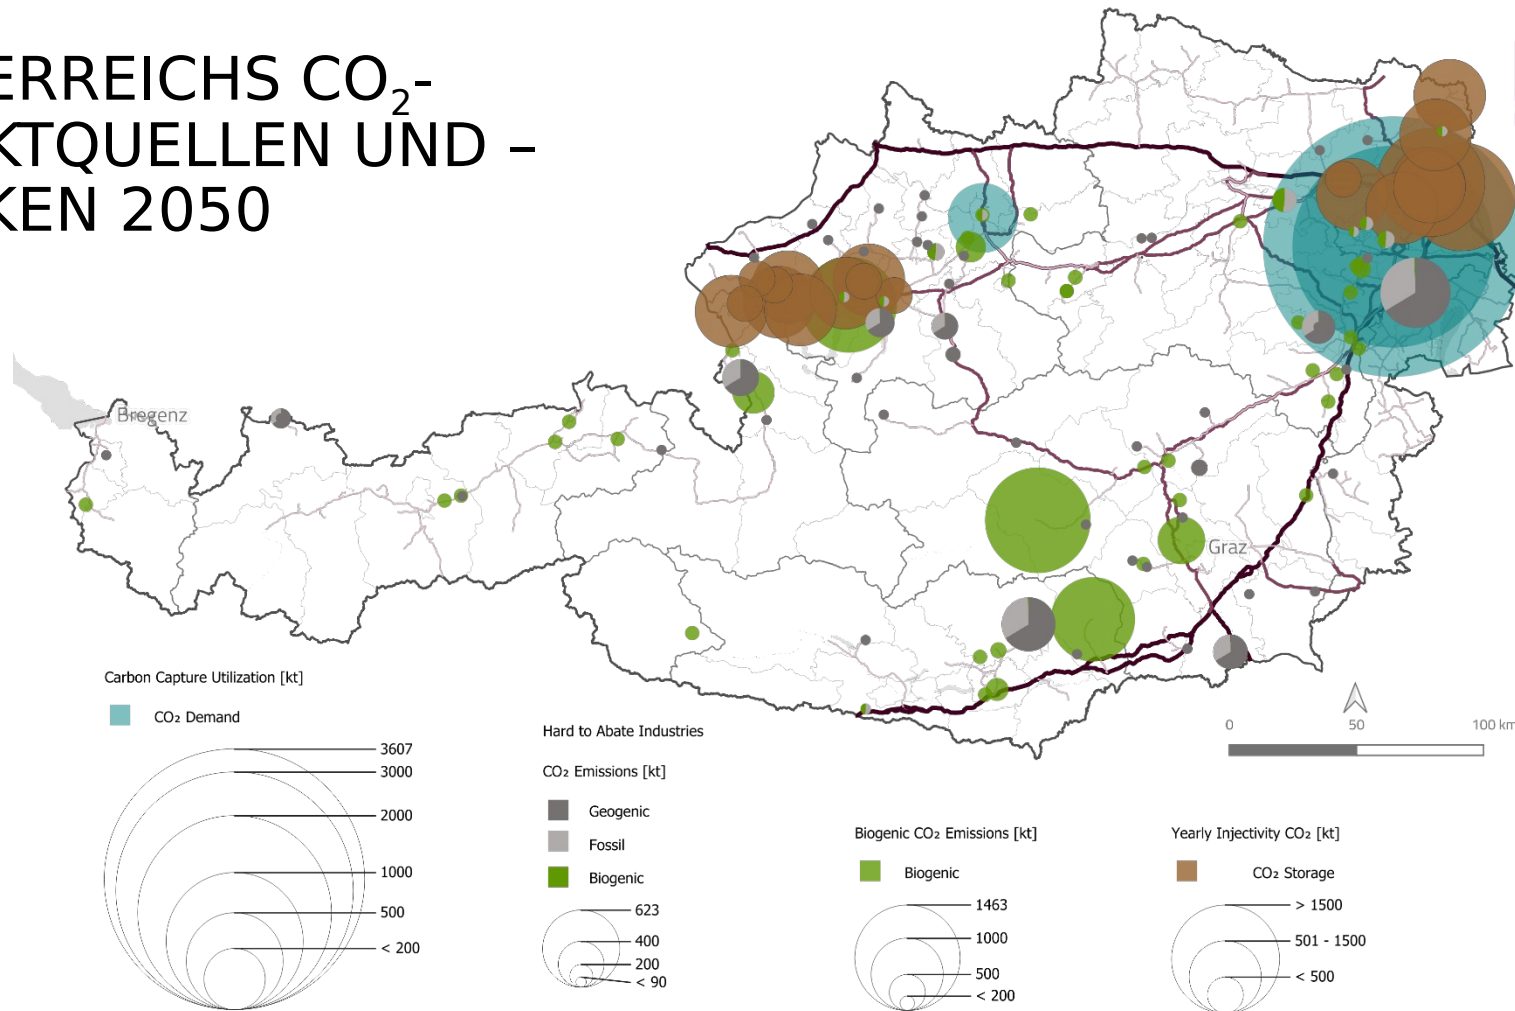 ERREICHS CO₂-
KTQUELLEN UND –
KEN 2050
Bregenz
Graz
0 50 100 km
Carbon Capture Utilization [kt]
CO₂ Demand
3607
3000
2000
1000
500
< 200
Hard to Abate Industries
CO₂ Emissions [kt]
Geogenic
Fossil
Biogenic
623
400
200
< 90
Biogenic CO₂ Emissions [kt]
Biogenic
1463
1000
500
< 200
Yearly Injectivity CO₂ [kt]
CO₂ Storage
> 1500
501 - 1500
< 500